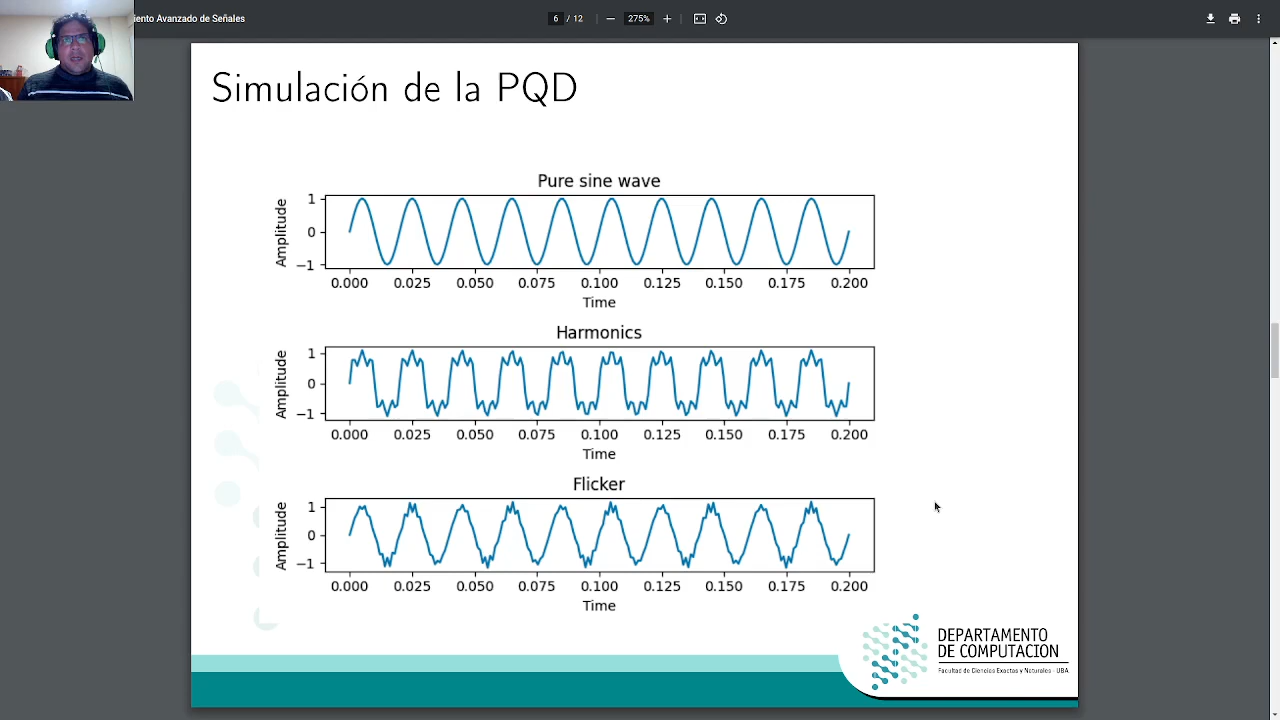 iento Avanzado de Señales
6 / 12
275%
Simulación de la PQD
Pure sine wave
Amplitude
1
0
−1
0.000 0.025 0.050 0.075 0.100 0.125 0.150 0.175 0.200
Time
Harmonics
Amplitude
1
0
−1
0.000 0.025 0.050 0.075 0.100 0.125 0.150 0.175 0.200
Time
Flicker
Amplitude
1
0
−1
0.000 0.025 0.050 0.075 0.100 0.125 0.150 0.175 0.200
Time
DEPARTAMENTO
DE COMPUTACION
Facultad de Ciencias Exactas y Naturales - UBA